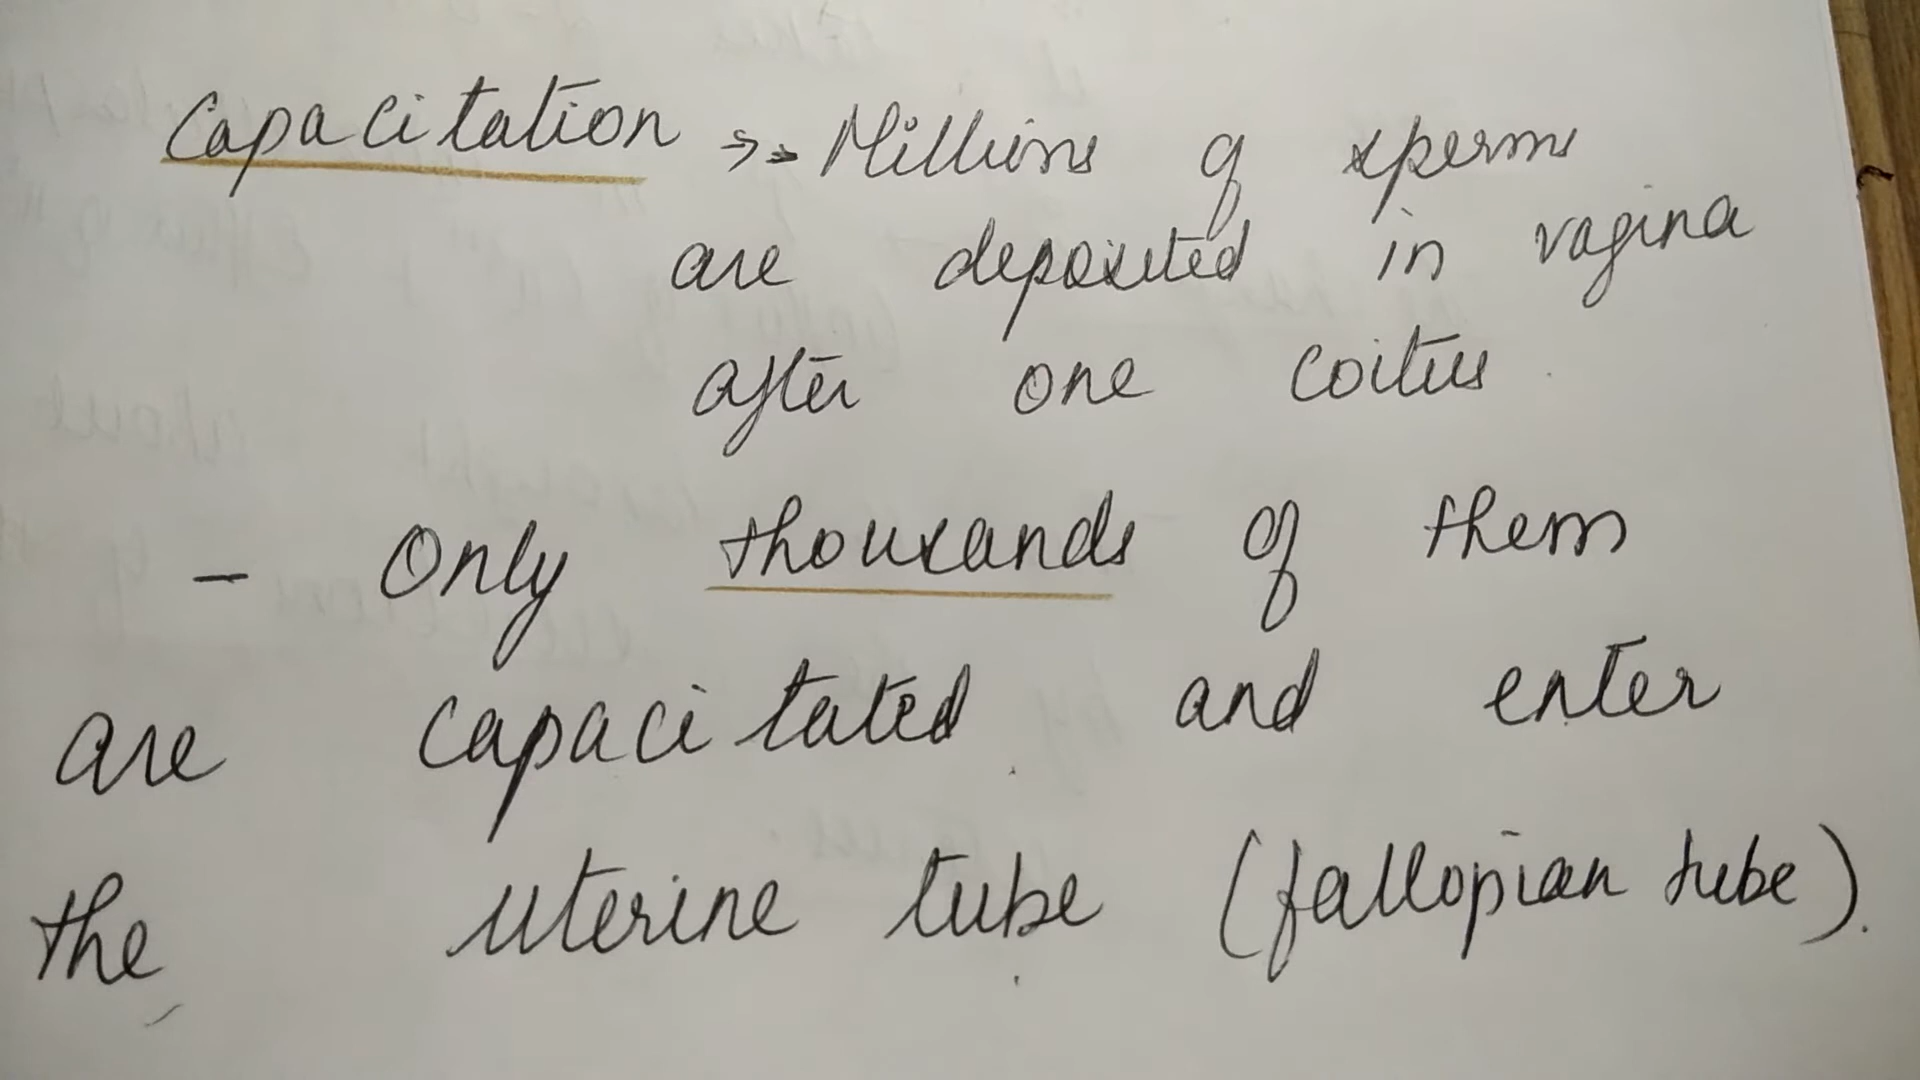 Capacitation →- Millions of sperms
are deposited in vagina
after one coitus
- Only thousands of them
are capacitated and enter
the uterine tube (fallopian tube).